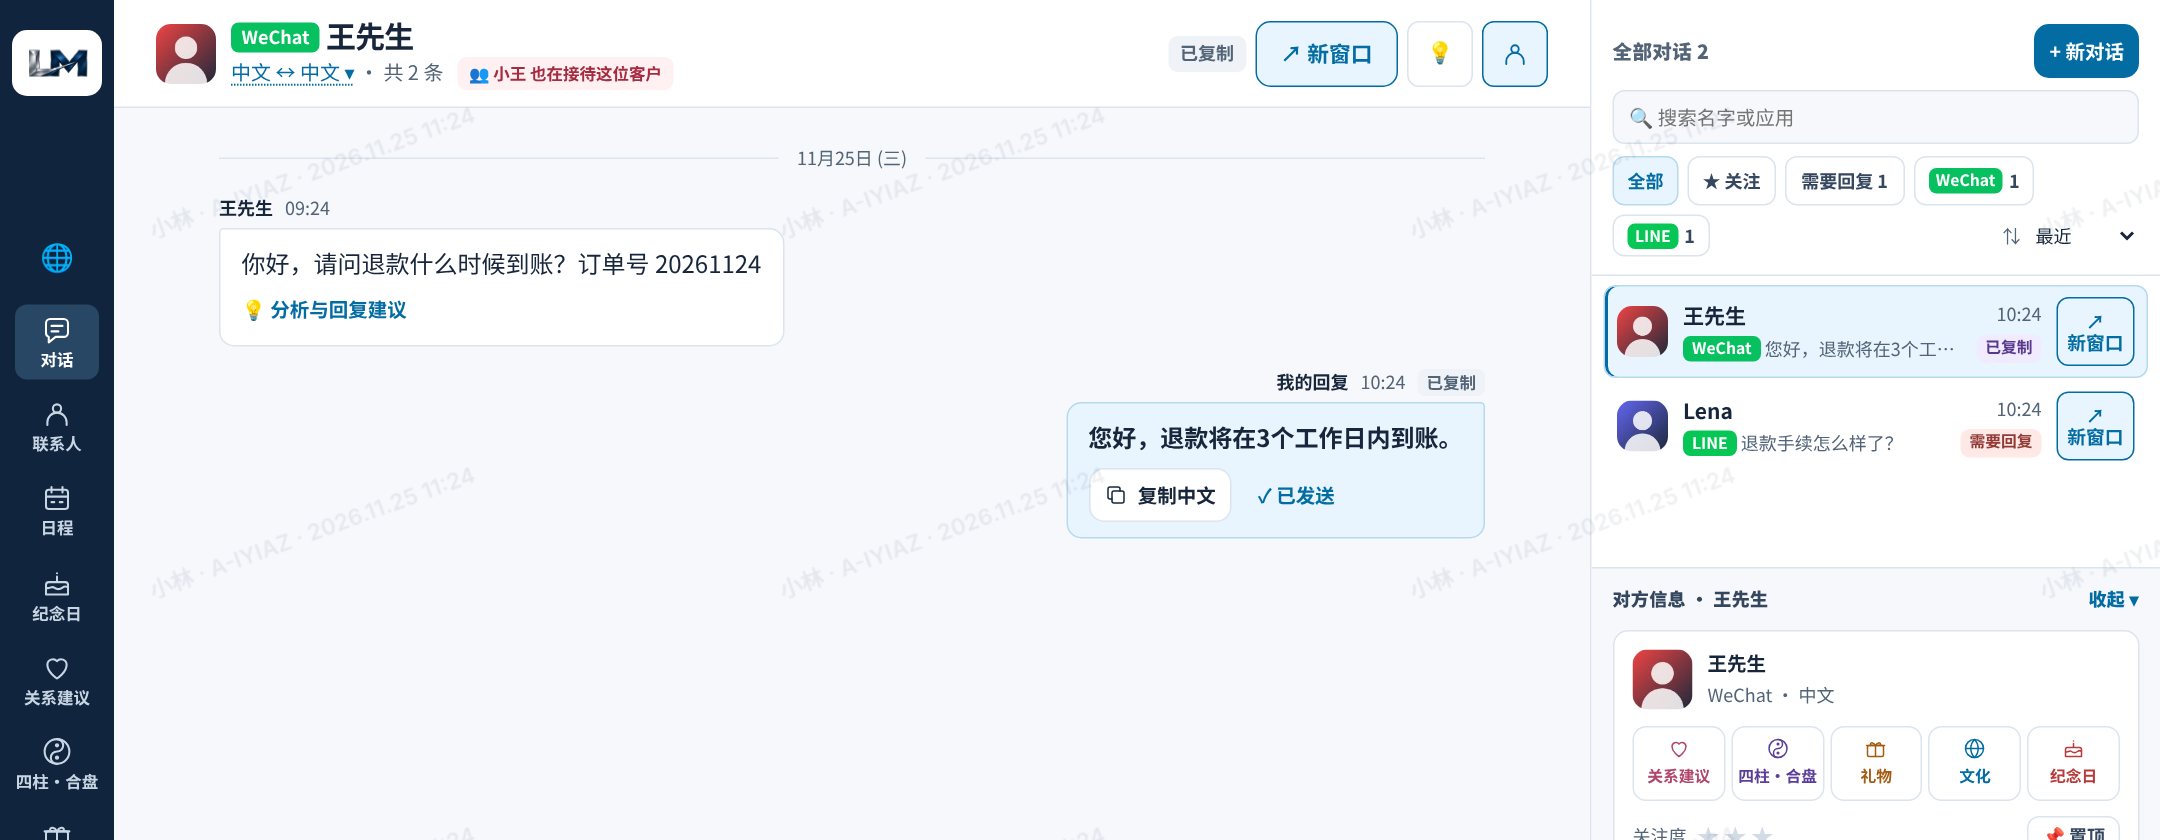 LM
对话
联系人
日程
纪念日
关系建议
四柱・合盘
WeChat 王先生
中文 ↔ 中文 ▾ ・ 共 2 条 👥 小王 也在接待这位客户
已复制
↗ 新窗口
11月25日 (三)
王先生 09:24
你好，请问退款什么时候到账？订单号 20261124
💡 分析与回复建议
我的回复 10:24 已复制
您好，退款将在3个工作日内到账。
复制中文 ✓ 已发送
小林 · A-IYIAZ · 2026.11.25 11:24
全部对话 2
+ 新对话
🔍 搜索名字或应用
全部 ★ 关注 需要回复 1 WeChat 1
LINE 1
↑↓ 最近
王先生 10:24
WeChat 您好，退款将在3个工… 已复制
↗ 新窗口
Lena 10:24
LINE 退款手续怎么样了？ 需要回复
↗ 新窗口
对方信息 ・ 王先生 收起 ▾
王先生
WeChat ・ 中文
关系建议 四柱・合盘 礼物 文化 纪念日
关注度 ★ ★ ★ 📌 置顶